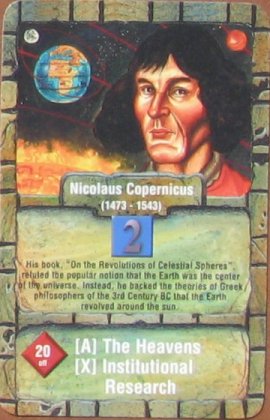 Nicolaus Copernicus
(1473 - 1543)
2
His book, "On the Revolutions of Celestial Spheres",
refuted the popular notion that the Earth was the center
of the universe. Instead, he backed the theories of Greek
philosophers of the 3rd Century BC that the Earth
revolved around the sun.
20
off
[A] The Heavens
[X] Institutional
Research